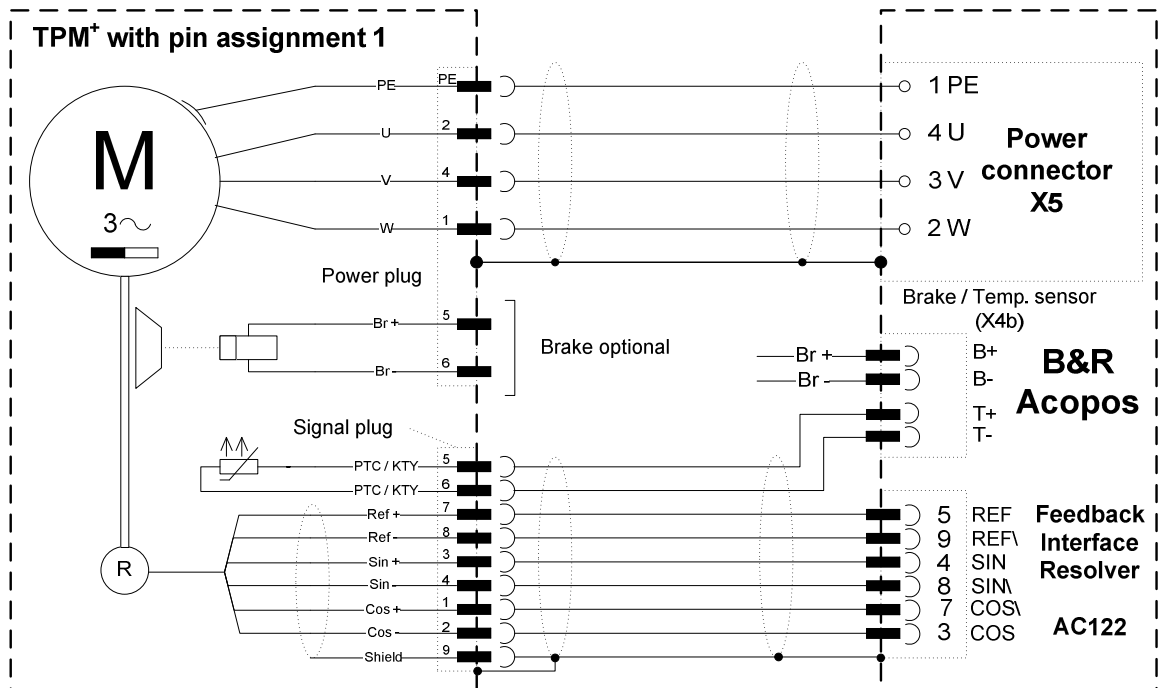 TPM+ with pin assignment 1
M
3
PE
U
V
W
PE
2
4
1
Power plug
Br+
Br-
5
6
Brake optional
Signal plug
PTC / KTY
PTC / KTY
Ref +
Ref -
Sin +
Sin -
Cos +
Cos -
Shield
5
6
7
8
3
4
1
2
9
R
1 PE
4 U
3 V
2 W
Power
connector
X5
Brake / Temp. sensor
(X4b)
Br +
Br -
B+
B-
T+
T-
B&R
Acopos
5 REF
9 REF\
4 SIN
8 SIN\
7 COS\
3 COS
Feedback
Interface
Resolver
AC122